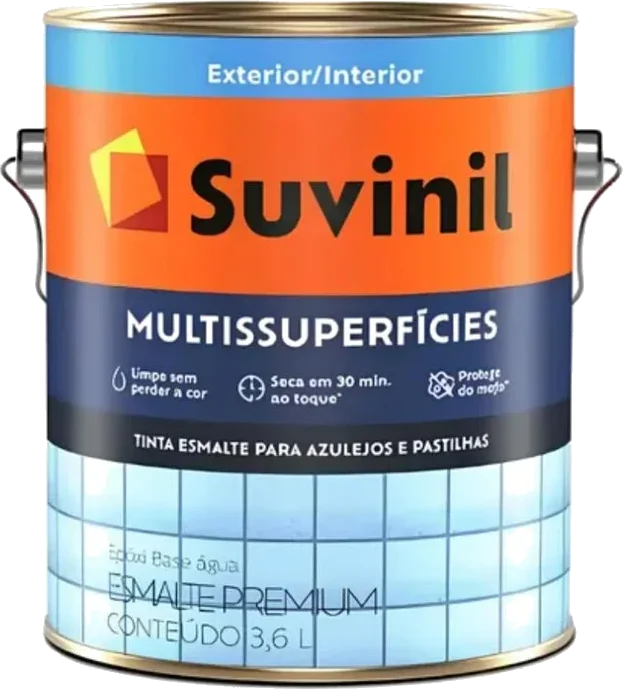 Exterior/Interior
Suvinil
MULTISSUPERFÍCIES
Limpe sem
perder a cor
Seca em 30 min.
ao toque*
Protege
do mofo*
TINTA ESMALTE PARA AZULEJOS E PASTILHAS
Epóxi Base água
ESMALTE PREMIUM
CONTEÚDO 3,6 L